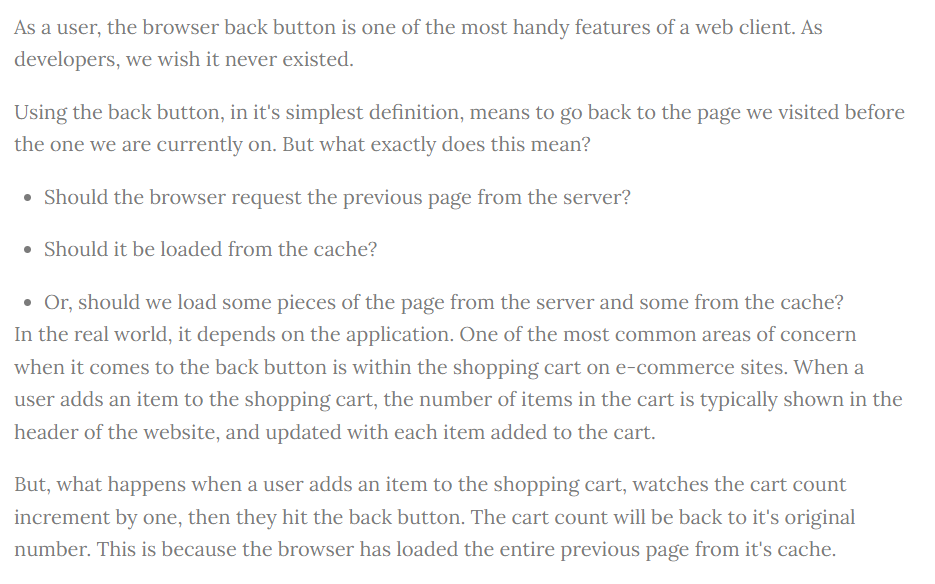 As a user, the browser back button is one of the most handy features of a web client. As
developers, we wish it never existed.
Using the back button, in it's simplest definition, means to go back to the page we visited before
the one we are currently on. But what exactly does this mean?
• Should the browser request the previous page from the server?
• Should it be loaded from the cache?
• Or, should we load some pieces of the page from the server and some from the cache?
In the real world, it depends on the application. One of the most common areas of concern
when it comes to the back button is within the shopping cart on e-commerce sites. When a
user adds an item to the shopping cart, the number of items in the cart is typically shown in the
header of the website, and updated with each item added to the cart.
But, what happens when a user adds an item to the shopping cart, watches the cart count
increment by one, then they hit the back button. The cart count will be back to it's original
number. This is because the browser has loaded the entire previous page from it's cache.